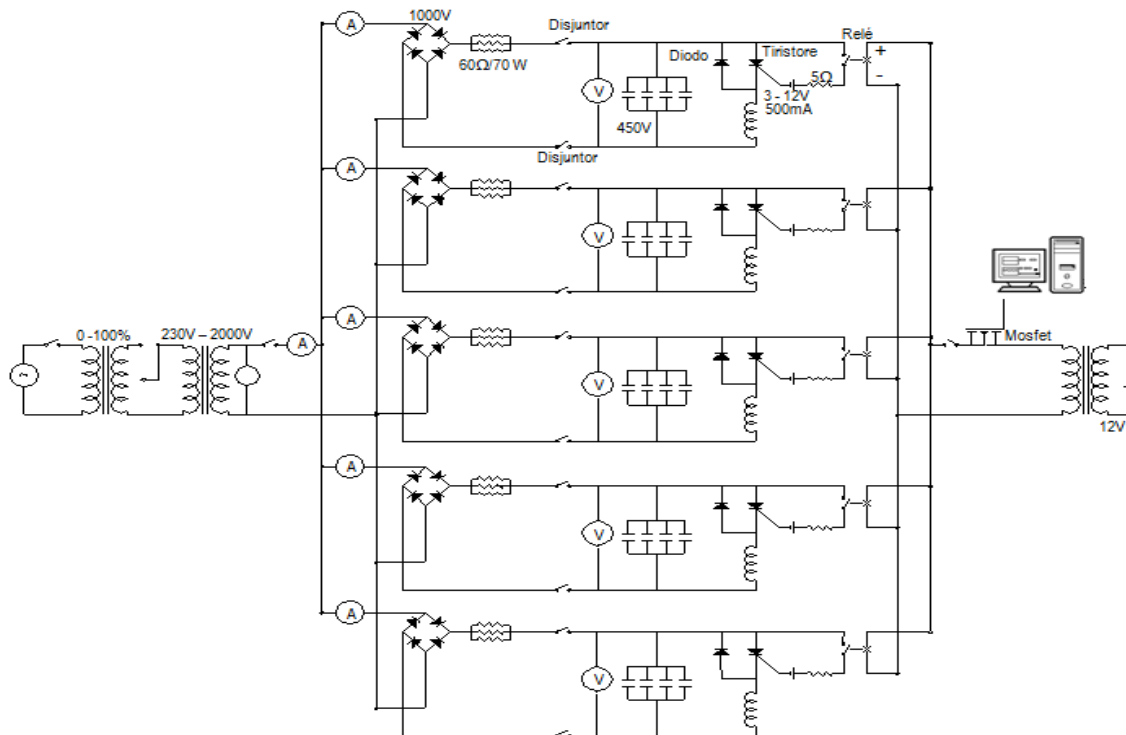 A
1000V
60Ω/70 W
Disjuntor
V
450V
Diodo
Tiristore
5Ω
3 - 12V
500mA
Relé
+
-
Disjuntor
A
V
0 -100%
230V – 2000V
A
A
V
Mosfet
12V
A
V
A
V